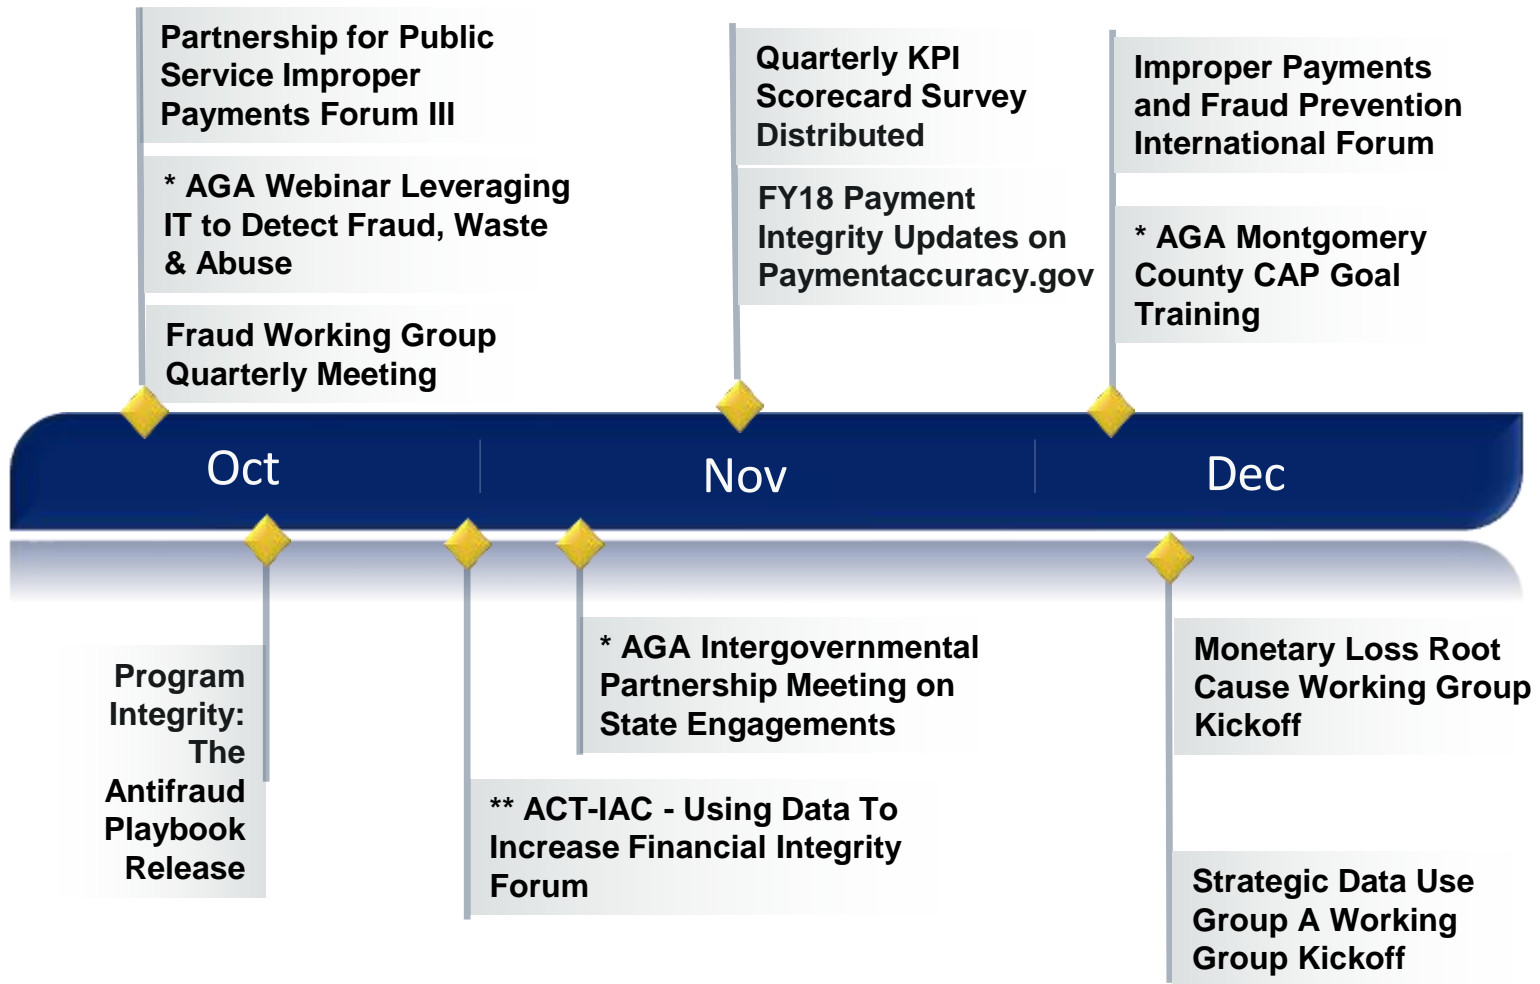 Partnership for Public
Service Improper
Payments Forum III
* AGA Webinar Leveraging
IT to Detect Fraud, Waste
& Abuse
Fraud Working Group
Quarterly Meeting
Quarterly KPI
Scorecard Survey
Distributed
FY18 Payment
Integrity Updates on
Paymentaccuracy.gov
Improper Payments
and Fraud Prevention
International Forum
* AGA Montgomery
County CAP Goal
Training
Oct
Nov
Dec
Program
Integrity:
The
Antifraud
Playbook
Release
** ACT-IAC - Using Data To
Increase Financial Integrity
Forum
* AGA Intergovernmental
Partnership Meeting on
State Engagements
Monetary Loss Root
Cause Working Group
Kickoff
Strategic Data Use
Group A Working
Group Kickoff